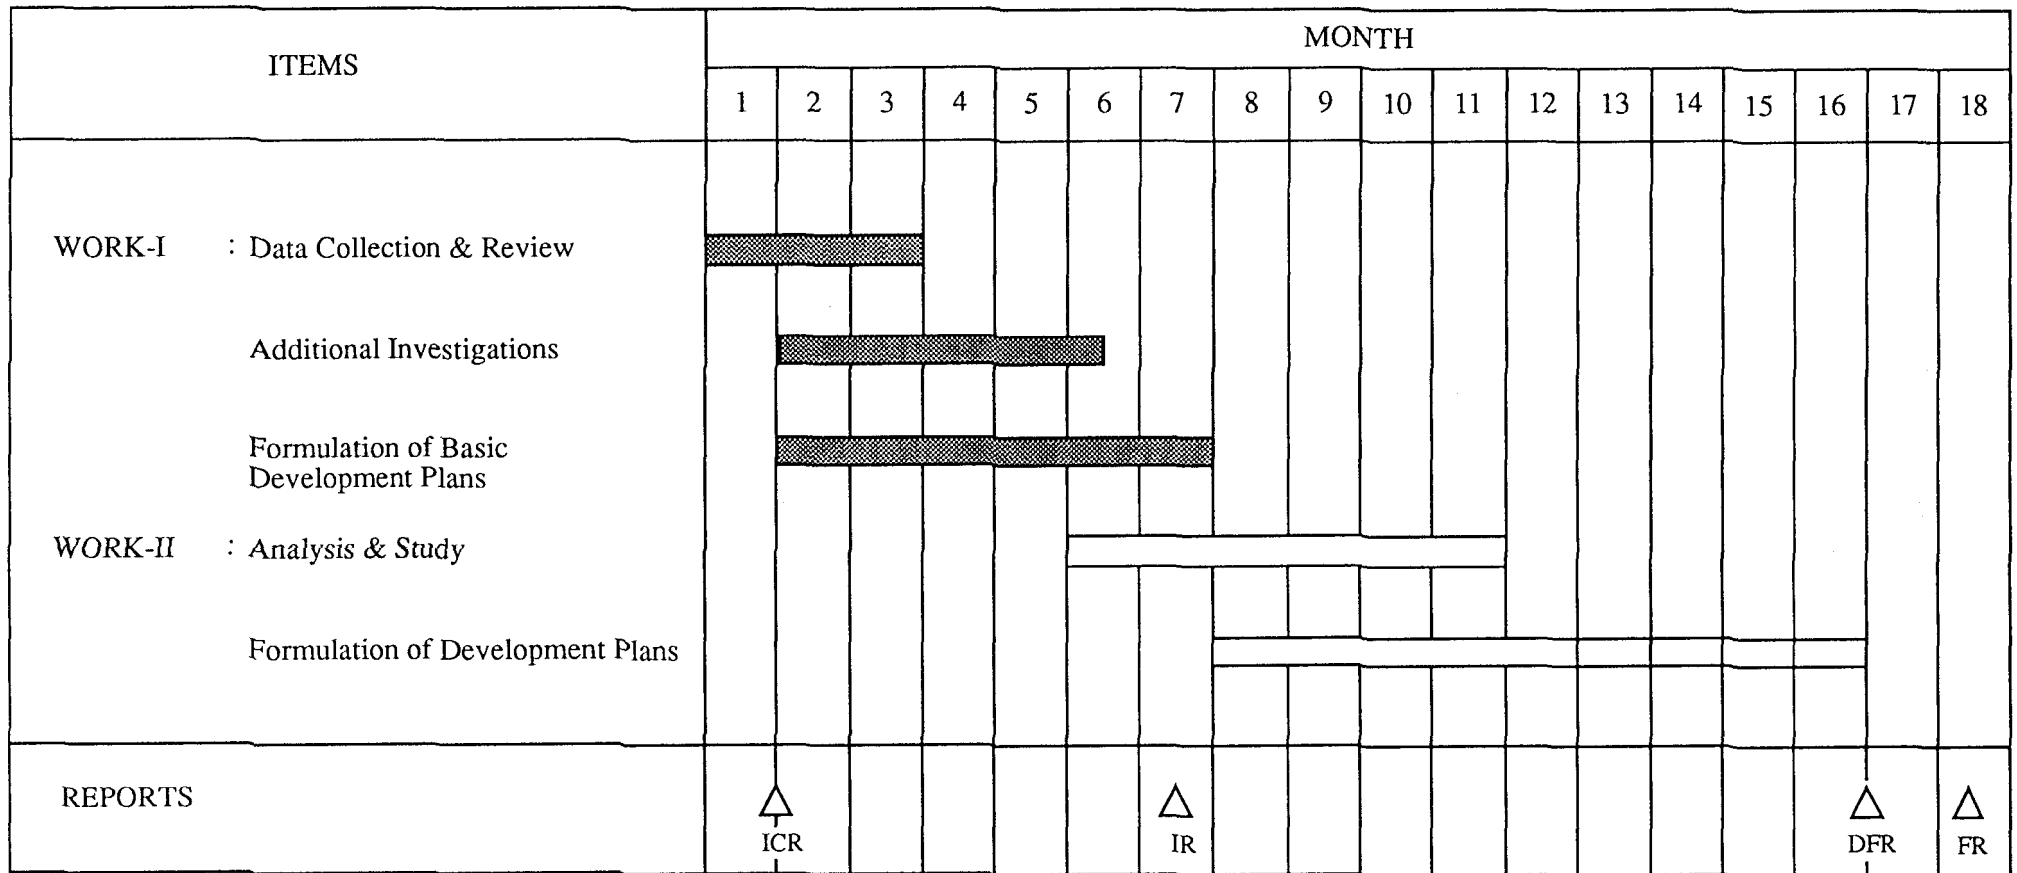 ITEMS
MONTH
1 2 3 4 5 6 7 8 9 10 11 12 13 14 15 16 17 18
WORK-I : Data Collection & Review
Additional Investigations
Formulation of Basic
Development Plans
WORK-II : Analysis & Study
Formulation of Development Plans
REPORTS
ICR IR DFR FR